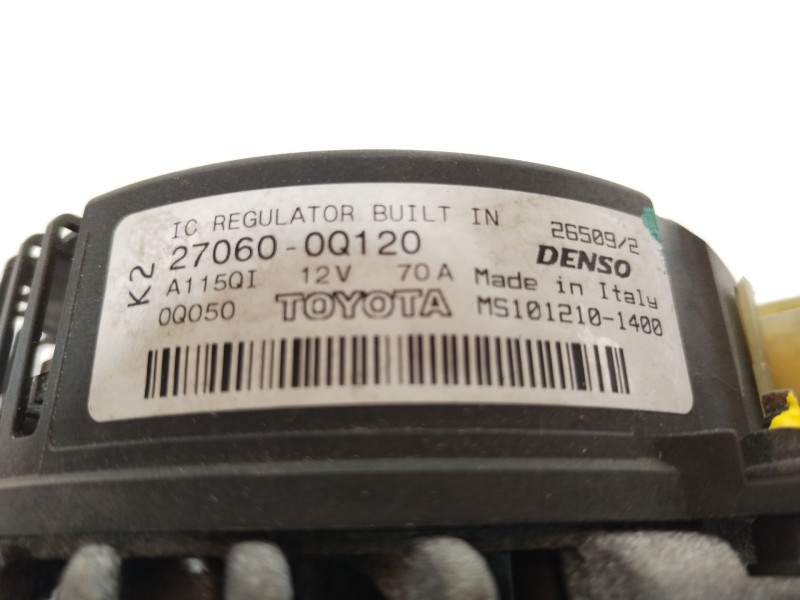 IC REGULATOR BUILT IN
K2
27060-0Q120
A115QI 12V 70A
0Q050 TOYOTA
26509/2
DENSO
Made in Italy
MS101210-1400